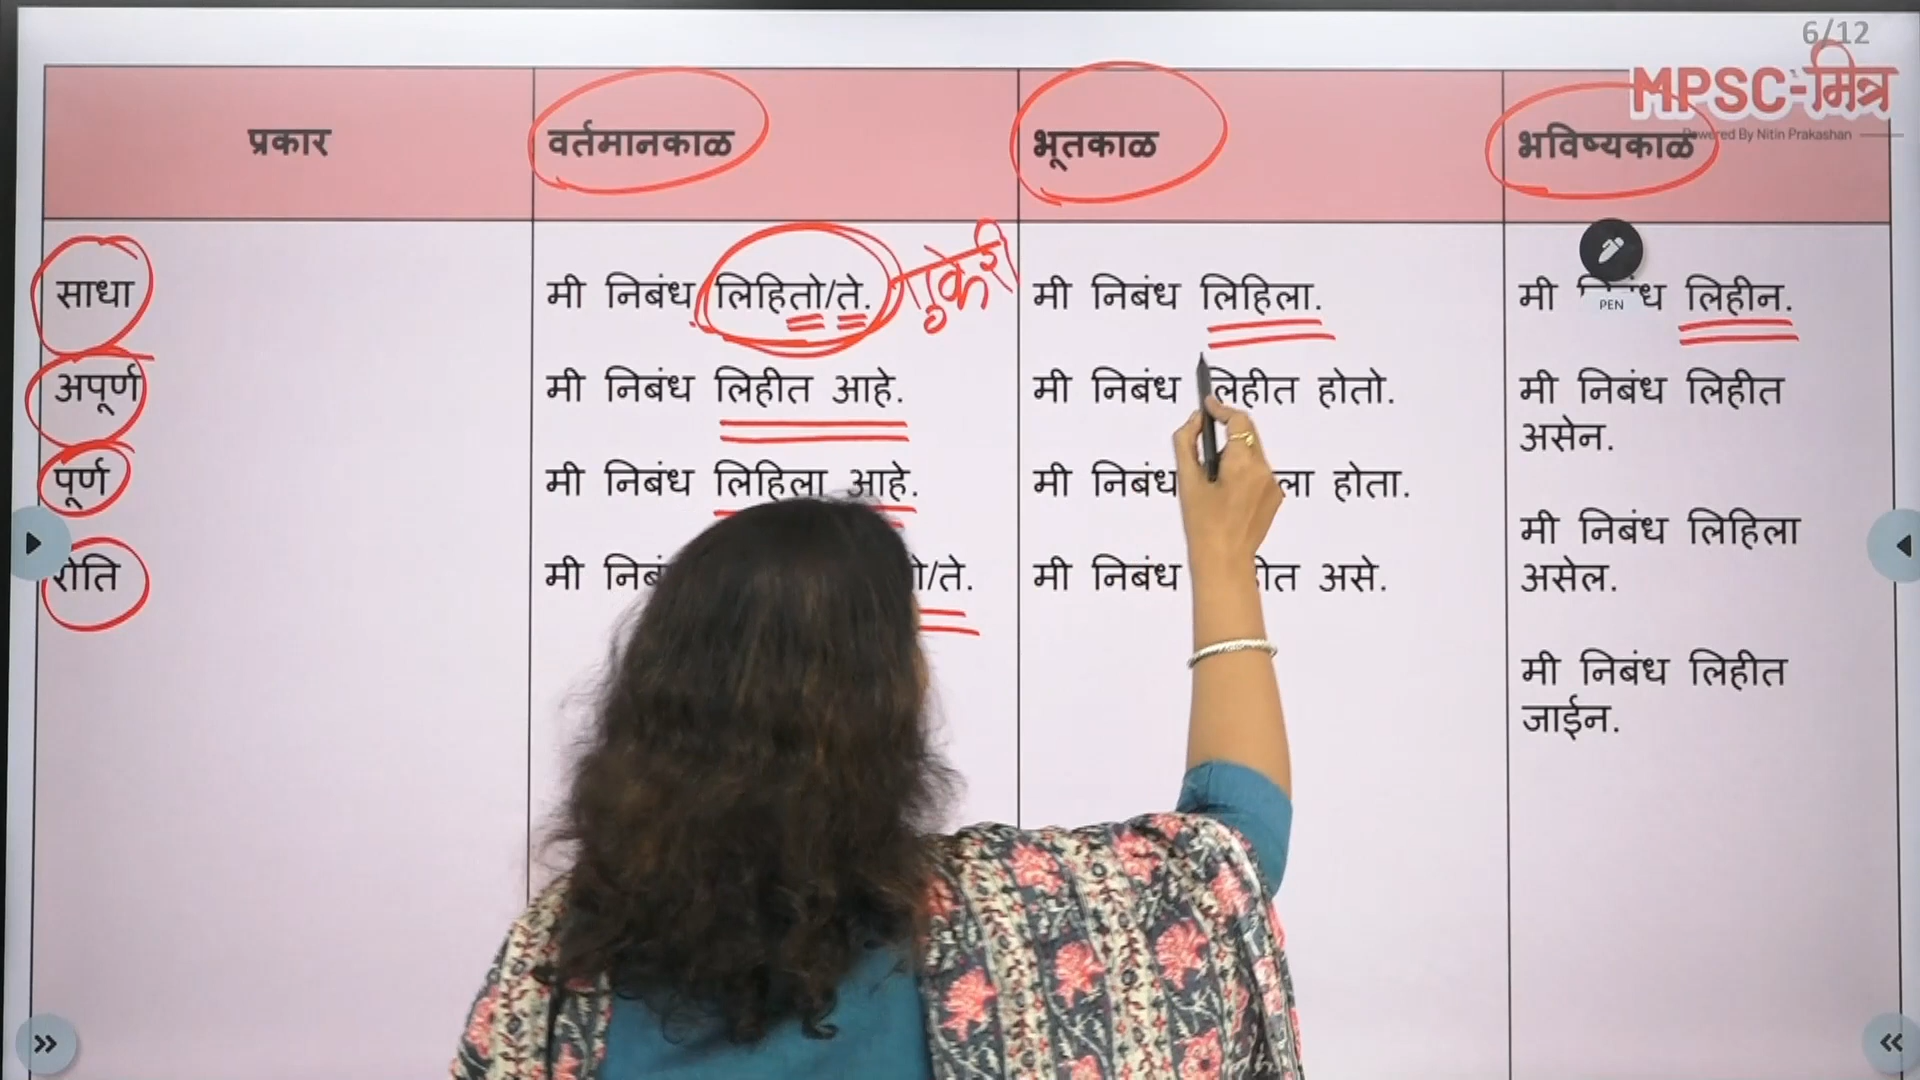 6/12
MPSC-मित्र
Powered By Nitin Prakashan
प्रकार वर्तमानकाळ भूतकाळ भविष्यकाळ
साधा मी निबंध लिहितो/ते. मी निबंध लिहिला. मी लिहीन.
PEN
अपूर्ण मी निबंध लिहीत आहे. मी निबंध लिहीत होतो. मी निबंध लिहीत
असेन.
पूर्ण मी निबंध लिहिला आहे. मी निबंध होता. मी निबंध लिहिला
असेल.
रीति मी मी निबंध असे. मी निबंध लिहीत
जाईन.